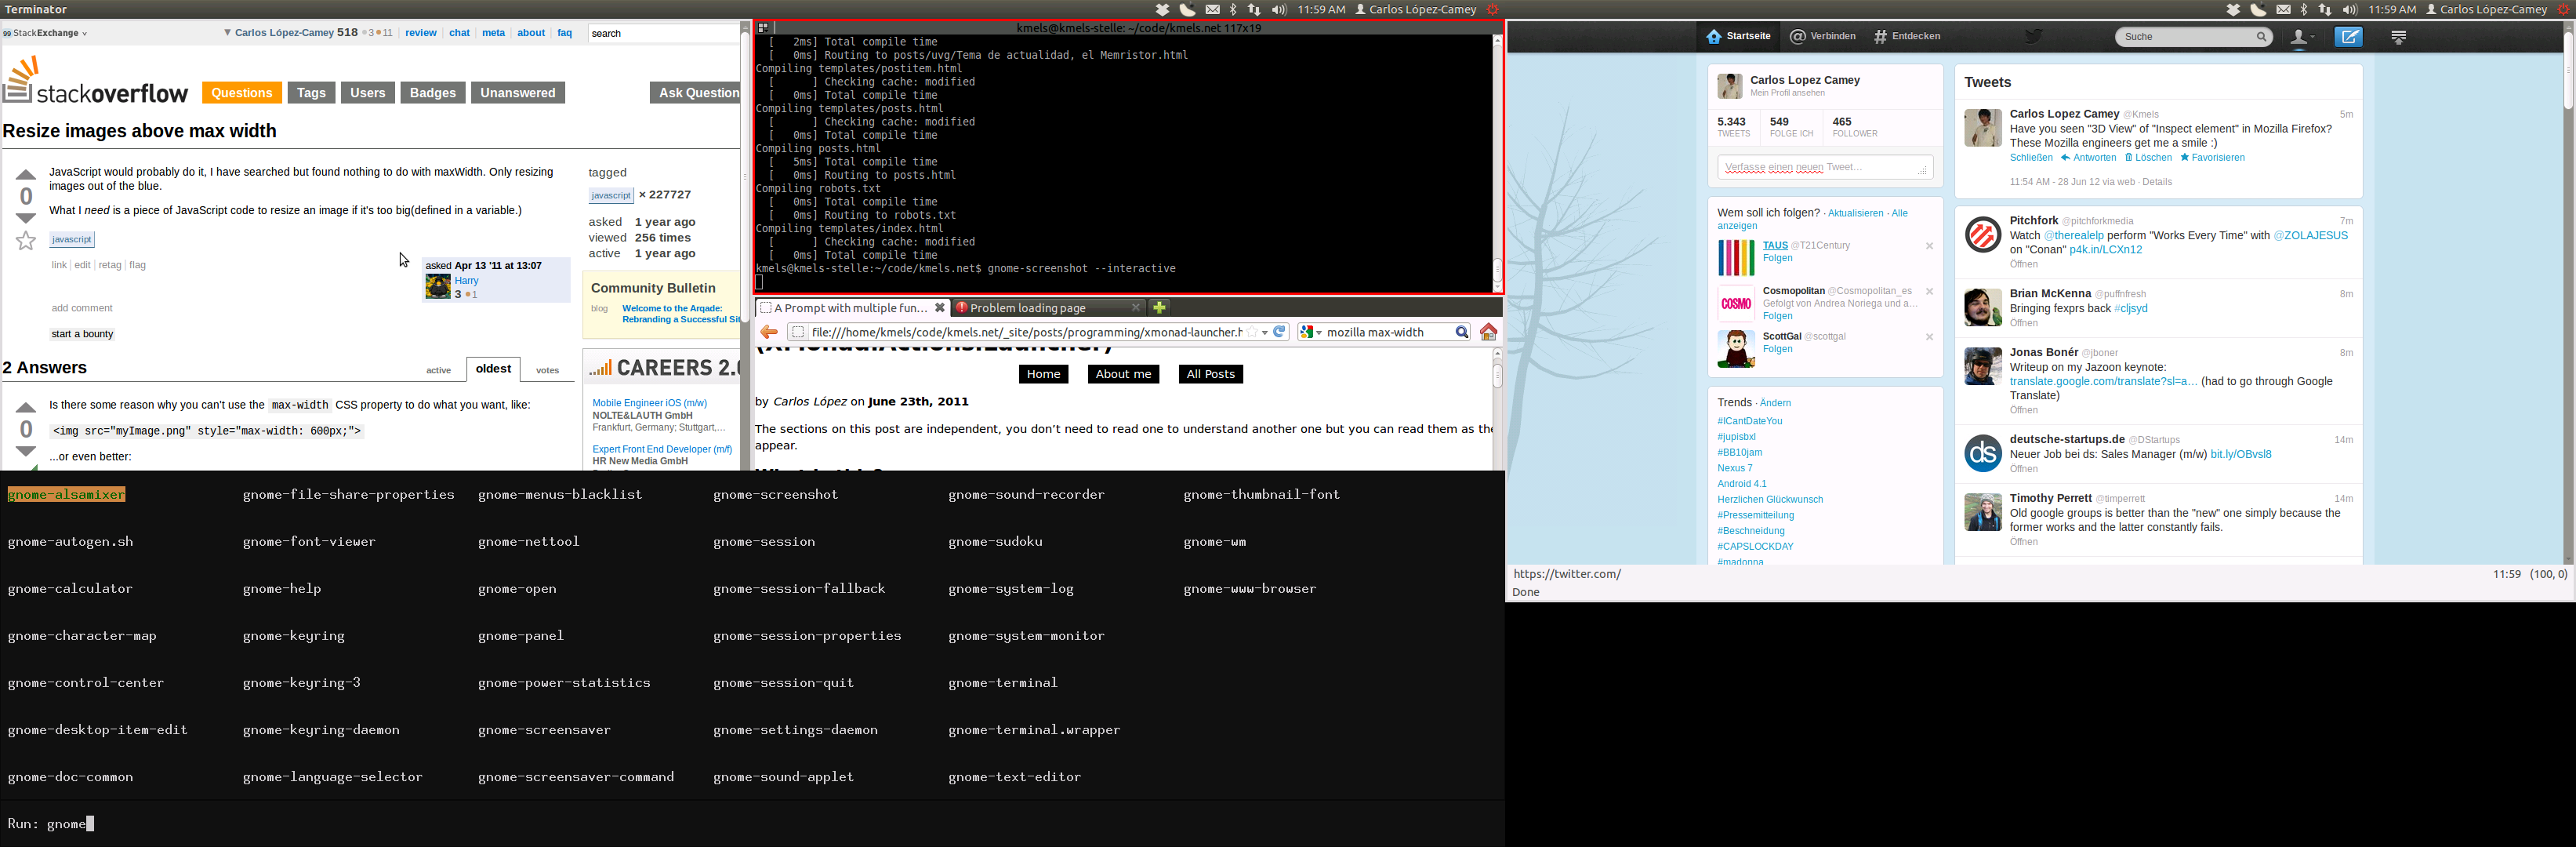 Terminator
11:59 AM Carlos López-Camey
11:59 AM Carlos López-Camey
StackExchange
Carlos López-Camey 518 3 11 review chat meta about faq search
stackoverflow
Questions Tags Users Badges Unanswered Ask Question
Resize images above max width
JavaScript would probably do it, I have searched but found nothing to do with maxWidth. Only resizing
images out of the blue.
0
What I need is a piece of JavaScript code to resize an image if it's too big(defined in a variable.)
javascript
link | edit | retag | flag
asked Apr 13 '11 at 13:07
Harry
3 1
add comment
start a bounty
2 Answers
active oldest votes
Is there some reason why you can't use the max-width CSS property to do what you want, like:
0
<img src="myImage.png" style="max-width: 600px;">
...or even better:
tagged
javascript × 227727
asked 1 year ago
viewed 256 times
active 1 year ago
Community Bulletin
blog Welcome to the Arqade:
Rebranding a Successful Sit
CAREERS 2.0
Mobile Engineer iOS (m/w)
NOLTE&LAUTH GmbH
Frankfurt, Germany; Stuttgart,...
Expert Front End Developer (m/f)
HR New Media GmbH
kmels@kmels-stelle: ~/code/kmels.net 117x19
[ 2ms] Total compile time
[ 0ms] Routing to posts/uvg/Tema de actualidad, el Memristor.html
Compiling templates/postitem.html
[ ] Checking cache: modified
[ 0ms] Total compile time
Compiling templates/posts.html
[ ] Checking cache: modified
[ 0ms] Total compile time
Compiling posts.html
[ 5ms] Total compile time
[ 0ms] Routing to posts.html
Compiling robots.txt
[ 0ms] Total compile time
[ 0ms] Routing to robots.txt
Compiling templates/index.html
[ ] Checking cache: modified
[ 0ms] Total compile time
kmels@kmels-stelle:~/code/kmels.net$ gnome-screenshot --interactive
A Prompt with multiple fun... Problem loading page
file:///home/kmels/code/kmels.net/_site/posts/programming/xmonad-launcher.h mozilla max-width
(XMonad.Actions.Launcher)
Home About me All Posts
by Carlos López on June 23th, 2011
The sections on this post are independent, you don't need to read one to understand another one but you can read them as the
appear.
Startseite Verbinden Entdecken Suche
Carlos Lopez Camey
Mein Profil ansehen
5.343 549 465
TWEETS FOLGE ICH FOLLOWER
Verfasse einen neuen Tweet...
Wem soll ich folgen? · Aktualisieren · Alle
anzeigen
TAUS @T21Century
Folgen
COSMO
Cosmopolitan @Cosmopolitan_es
Gefolgt von Andrea Noriega und a...
Folgen
ScottGal @scottgal
Folgen
Trends · Ändern
#ICantDateYou
#jupisbxl
#BB10jam
Nexus 7
Android 4.1
Herzlichen Glückwunsch
#Pressemitteilung
#Beschneidung
#CAPSLOCKDAY
#madonna
Tweets
Carlos Lopez Camey @Kmels 5m
Have you seen "3D View" of "Inspect element" in Mozilla Firefox?
These Mozilla engineers get me a smile :)
Schließen Antworten Löschen Favorisieren
11:54 AM - 28 Jun 12 via web · Details
Pitchfork @pitchforkmedia 7m
Watch @therealelp perform "Works Every Time" with @ZOLAJESUS
on "Conan" p4k.in/LCXn12
Öffnen
Brian McKenna @puffnfresh 8m
Bringing fexprs back #cljsyd
Öffnen
Jonas Bonér @jboner 8m
Writeup on my Jazoon keynote:
translate.google.com/translate?sl=a... (had to go through Google
Translate)
Öffnen
ds
deutsche-startups.de @DStartups 14m
Neuer Job bei ds: Sales Manager (m/w) bit.ly/OBvsl8
Öffnen
Timothy Perrett @timperrett 14m
Old google groups is better than the "new" one simply because the
former works and the latter constantly fails.
Öffnen
https://twitter.com/ 11:59 (100, 0)
Done
gnome-alsamixer gnome-file-share-properties gnome-menus-blacklist gnome-screenshot gnome-sound-recorder gnome-thumbnail-font
gnome-autogen.sh gnome-font-viewer gnome-nettool gnome-session gnome-sudoku gnome-wm
gnome-calculator gnome-help gnome-open gnome-session-fallback gnome-system-log gnome-www-browser
gnome-character-map gnome-keyring gnome-panel gnome-session-properties gnome-system-monitor
gnome-control-center gnome-keyring-3 gnome-power-statistics gnome-session-quit gnome-terminal
gnome-desktop-item-edit gnome-keyring-daemon gnome-screensaver gnome-settings-daemon gnome-terminal.wrapper
gnome-doc-common gnome-language-selector gnome-screensaver-command gnome-sound-applet gnome-text-editor
Run: gnome